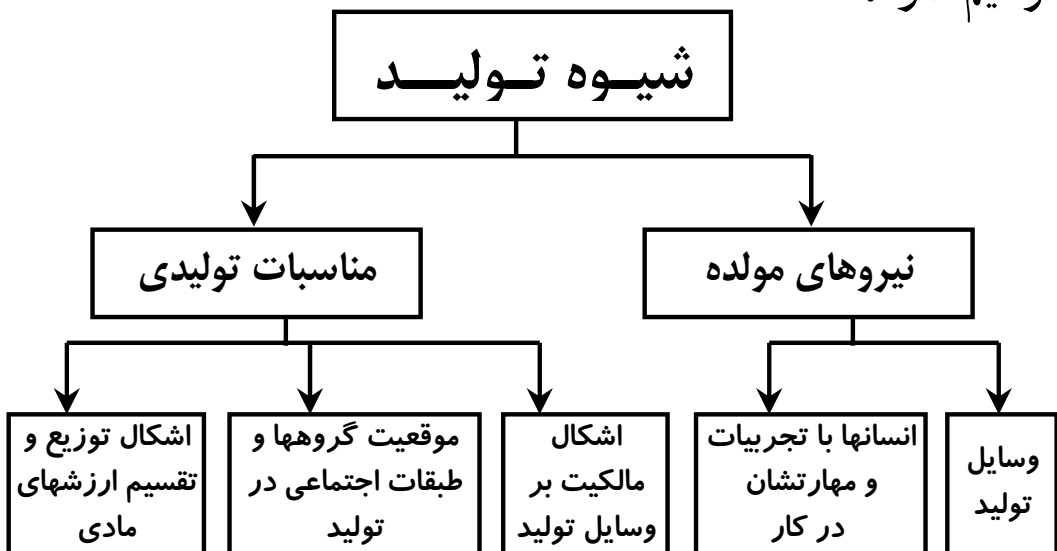 شیوه تولید
نیروهای مولده
مناسبات تولیدی
وسایل
تولید
انسانها با تجربیات
و مهارتشان
در کار
اشکال
مالکیت بر
وسایل تولید
موقعیت گروهها و
طبقات اجتماعی در
تولید
اشکال توزیع و
تقسیم ارزشهای
مادی